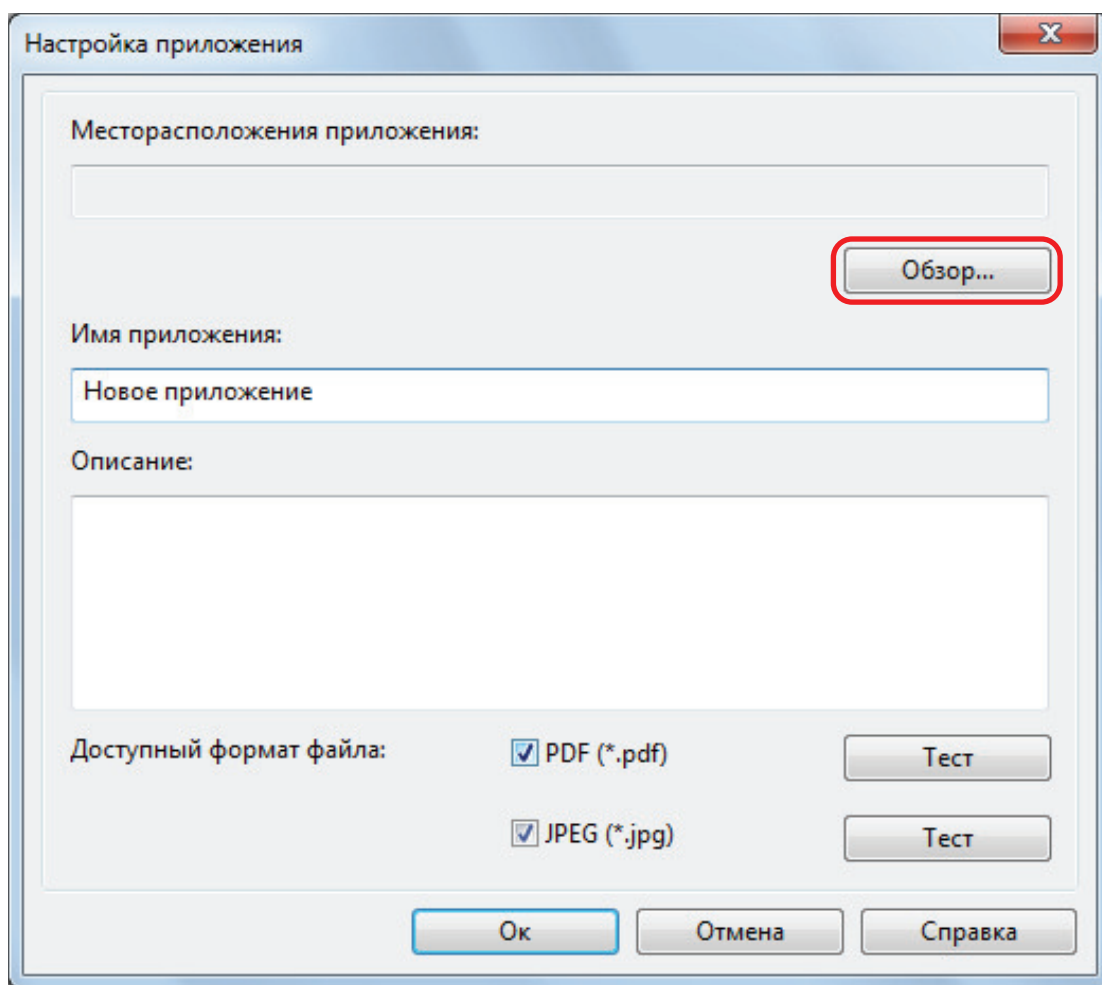 Настройка приложения
Месторасположения приложения:
Обзор...
Имя приложения:
Новое приложение
Описание:
Доступный формат файла:
PDF (*.pdf)
Тест
JPEG (*.jpg)
Тест
Ок
Отмена
Справка